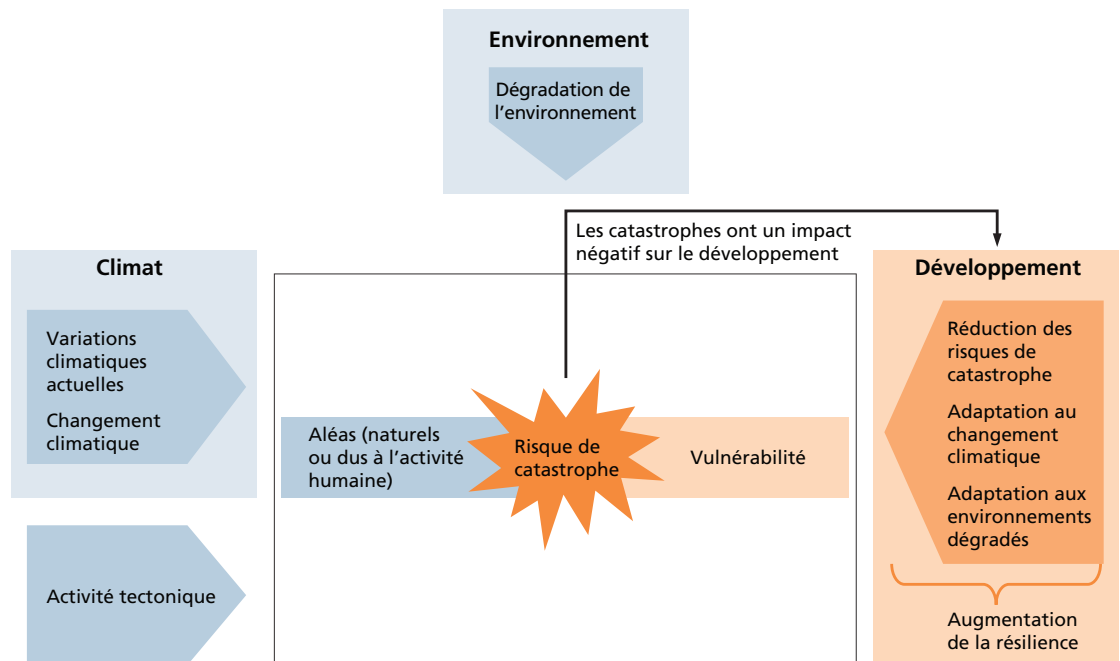 Environnement
Dégradation de
l’environnement
Les catastrophes ont un impact
négatif sur le développement
Climat
Variations
climatiques
actuelles
Changement
climatique
Activité tectonique
Aléas (naturels
ou dus à l’activité
humaine)
Risque de
catastrophe
Vulnérabilité
Développement
Réduction des
risques de
catastrophe
Adaptation au
changement
climatique
Adaptation aux
environnements
dégradés
Augmentation
de la résilience